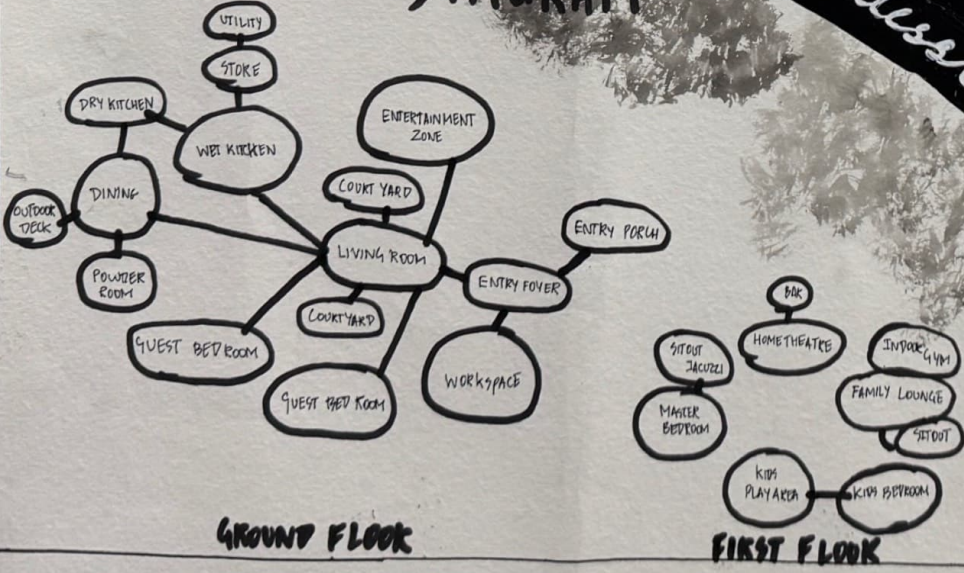 UTILITY
STORE
DRY KITCHEN
WET KITCHEN
ENTERTAINMENT
ZONE
COURT YARD
DINING
OUTDOOR
DECK
POWDER
ROOM
LIVING ROOM
ENTRY PORCH
ENTRY FOYER
COURTYARD
GUEST BEDROOM
GUEST BED ROOM
WORKSPACE
GROUND FLOOR
BAR
HOMETHEATRE
SITOUT
JACUZZI
MASTER
BEDROOM
INDOOR
GYM
FAMILY LOUNGE
SITOUT
KIDS
PLAYAREA
KIDS BEDROOM
FIRST FLOOR